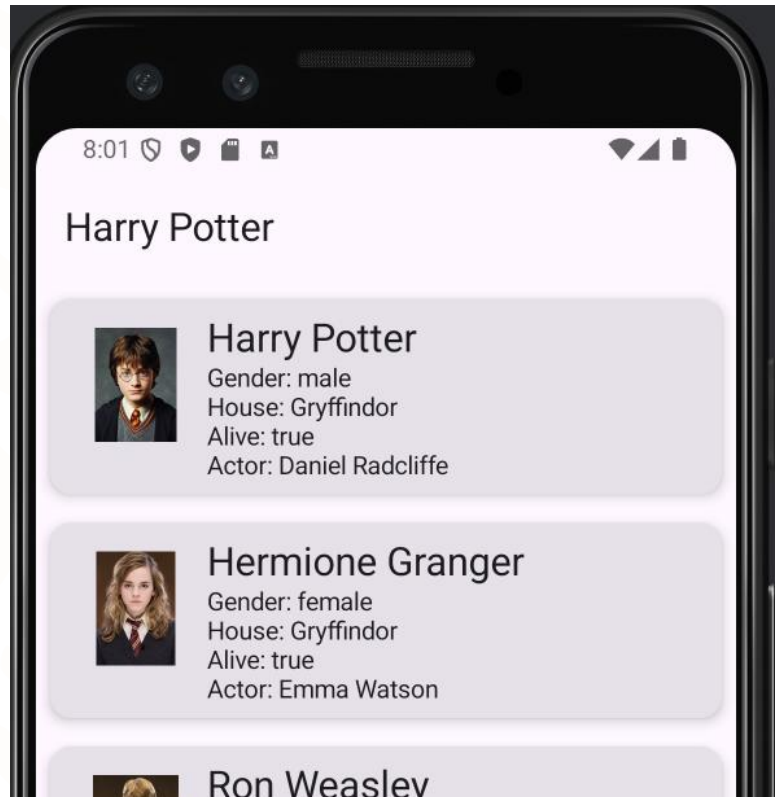 8:01
Harry Potter
Harry Potter
Gender: male
House: Gryffindor
Alive: true
Actor: Daniel Radcliffe
Hermione Granger
Gender: female
House: Gryffindor
Alive: true
Actor: Emma Watson
Ron Weasley